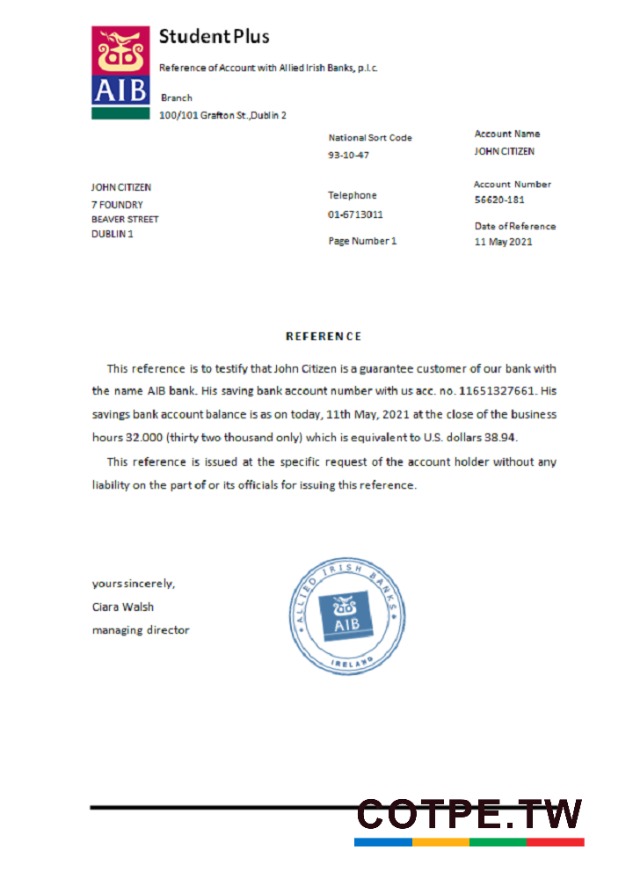 StudentPlus
AIB
Reference of Account with Allied Irish Banks, p.l.c.
Branch
100/101 Grafton St.,Dublin 2
National Sort Code
93-10-47
Account Name
JOHN CITIZEN
JOHN CITIZEN
7 FOUNDRY
BEAVER STREET
DUBLIN 1
Telephone
01-6713011
Page Number 1
Account Number
56620-181
Date of Reference
11 May 2021
REFERENCE
This reference is to testify that John Citizen is a guarantee customer of our bank with
the name AIB bank. His saving bank account number with us acc. no. 11651327661. His
savings bank account balance is as on today, 11th May, 2021 at the close of the business
hours 32.000 (thirty two thousand only) which is equivalent to U.S. dollars 38.94.
This reference is issued at the specific request of the account holder without any
liability on the part of or its officials for issuing this reference.
yours sincerely,
Ciara Walsh
managing director
ALLIED IRISH BANKS
AIB
IRELAND
COTPE.TW